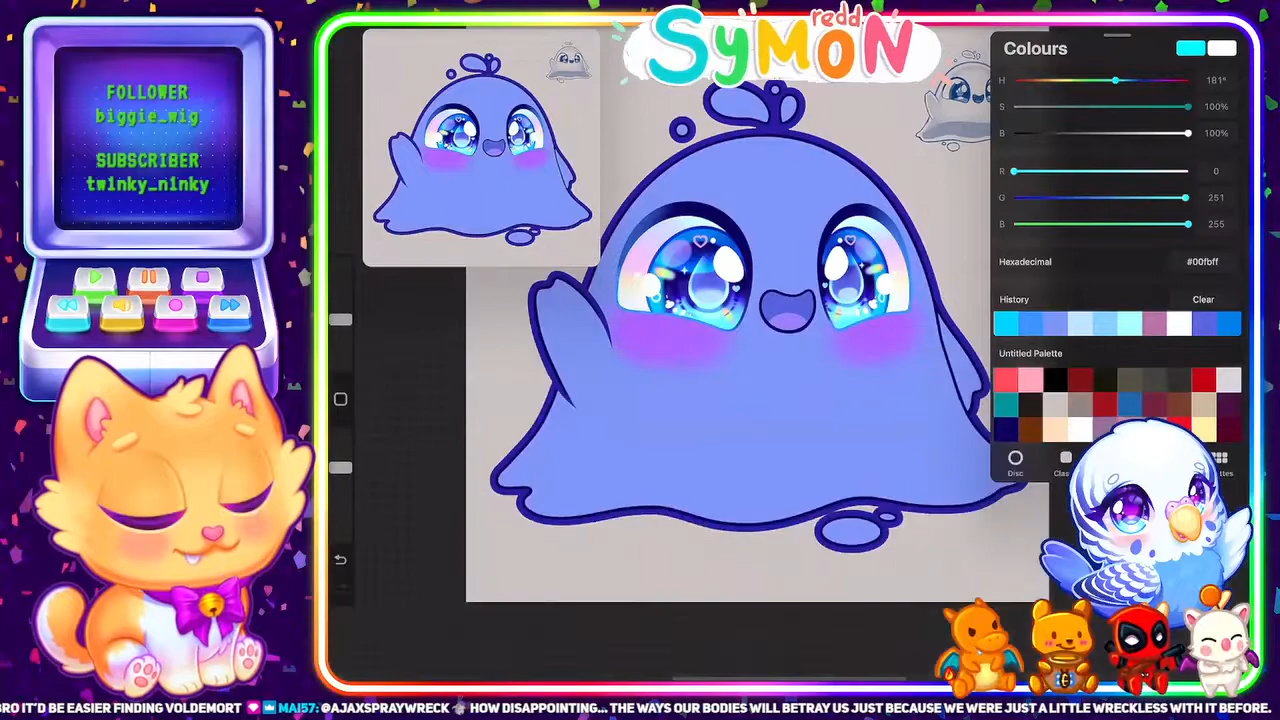 FOLLOWER
biggie_wig
SUBSCRIBER
twinky_ninky
redd
SyMON
Colours
H 181°
S 100%
B 100%
R 0
G 251
B 255
Hexadecimal #00fbff
History Clear
Untitled Palette
Disc
BRO IT'D BE EASIER FINDING VOLDEMORT MAI57: @AJAXSPRAYWRECK HOW DISAPPOINTING... THE WAYS OUR BODIES WILL BETRAY US JUST BECAUSE WE WERE JUST A LITTLE WRECKLESS WITH IT BEFORE.